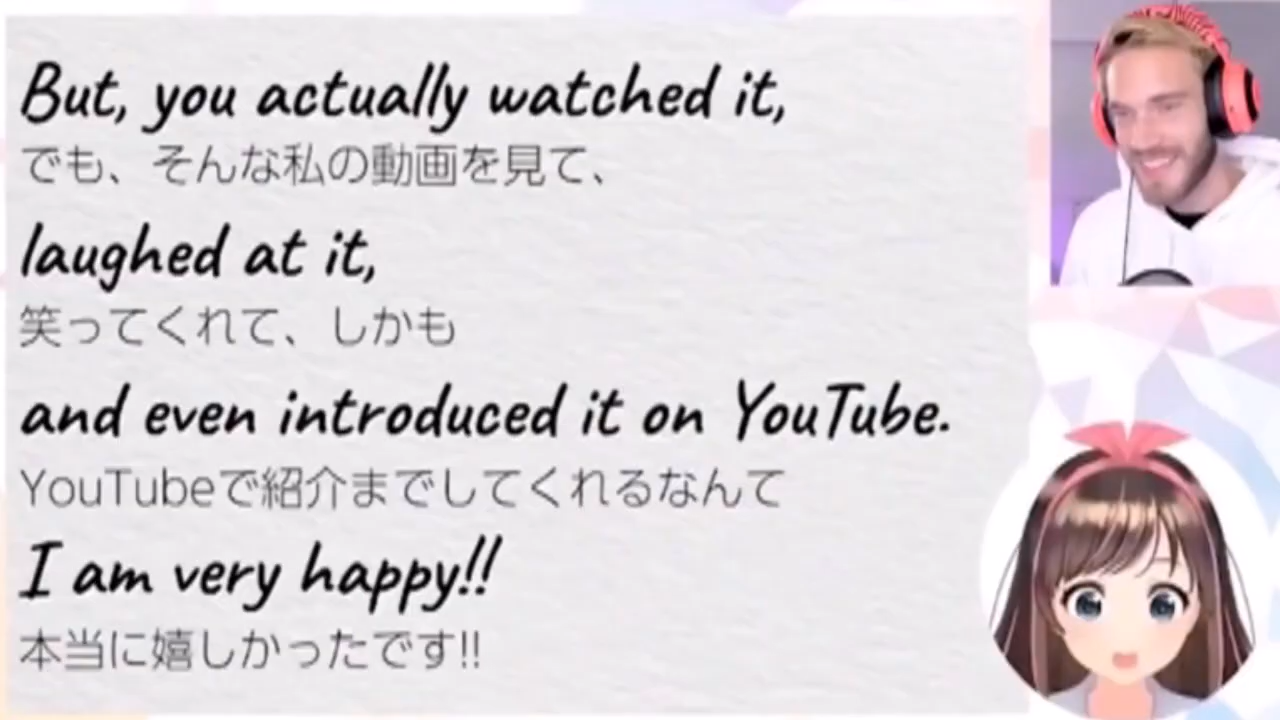 But, you actually watched it,
でも、そんな私の動画を見て、
laughed at it,
笑ってくれて、しかも
and even introduced it on YouTube.
YouTubeで紹介までしてくれるなんて
I am very happy!!
本当に嬉しかったです!!